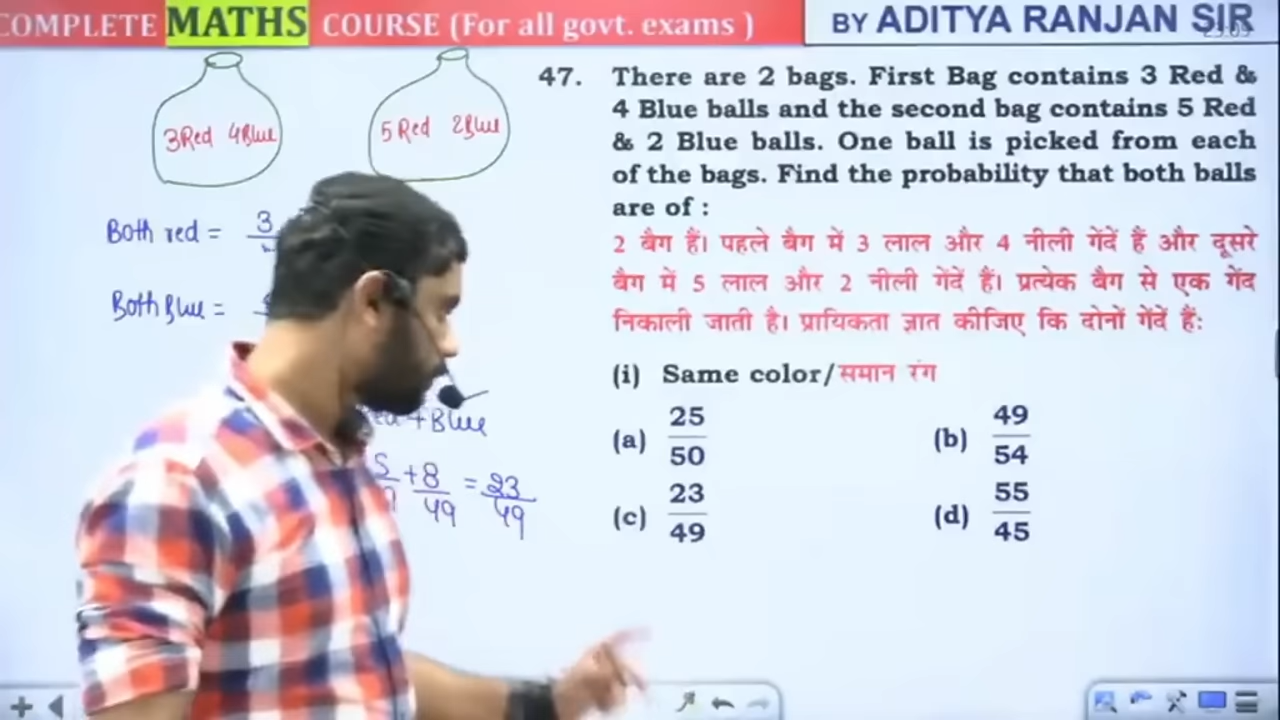 COMPLETE MATHS COURSE (For all govt. exams )
BY ADITYA RANJAN SIR
3Red 4Blue
5 Red 2Blue
Both red = 3
Both Blue =
+ Blue
+ 8/49 = 23/49
47. There are 2 bags. First Bag contains 3 Red &
4 Blue balls and the second bag contains 5 Red
& 2 Blue balls. One ball is picked from each
of the bags. Find the probability that both balls
are of :
2 बैग हैं। पहले बैग में 3 लाल और 4 नीली गेंदें हैं और दूसरे
बैग में 5 लाल और 2 नीली गेंदें हैं। प्रत्येक बैग से एक गेंद
निकाली जाती है। प्रायिकता ज्ञात कीजिए कि दोनों गेंदें हैं:
(i) Same color/समान रंग
(a) 25/50 (b) 49/54
(c) 23/49 (d) 55/45